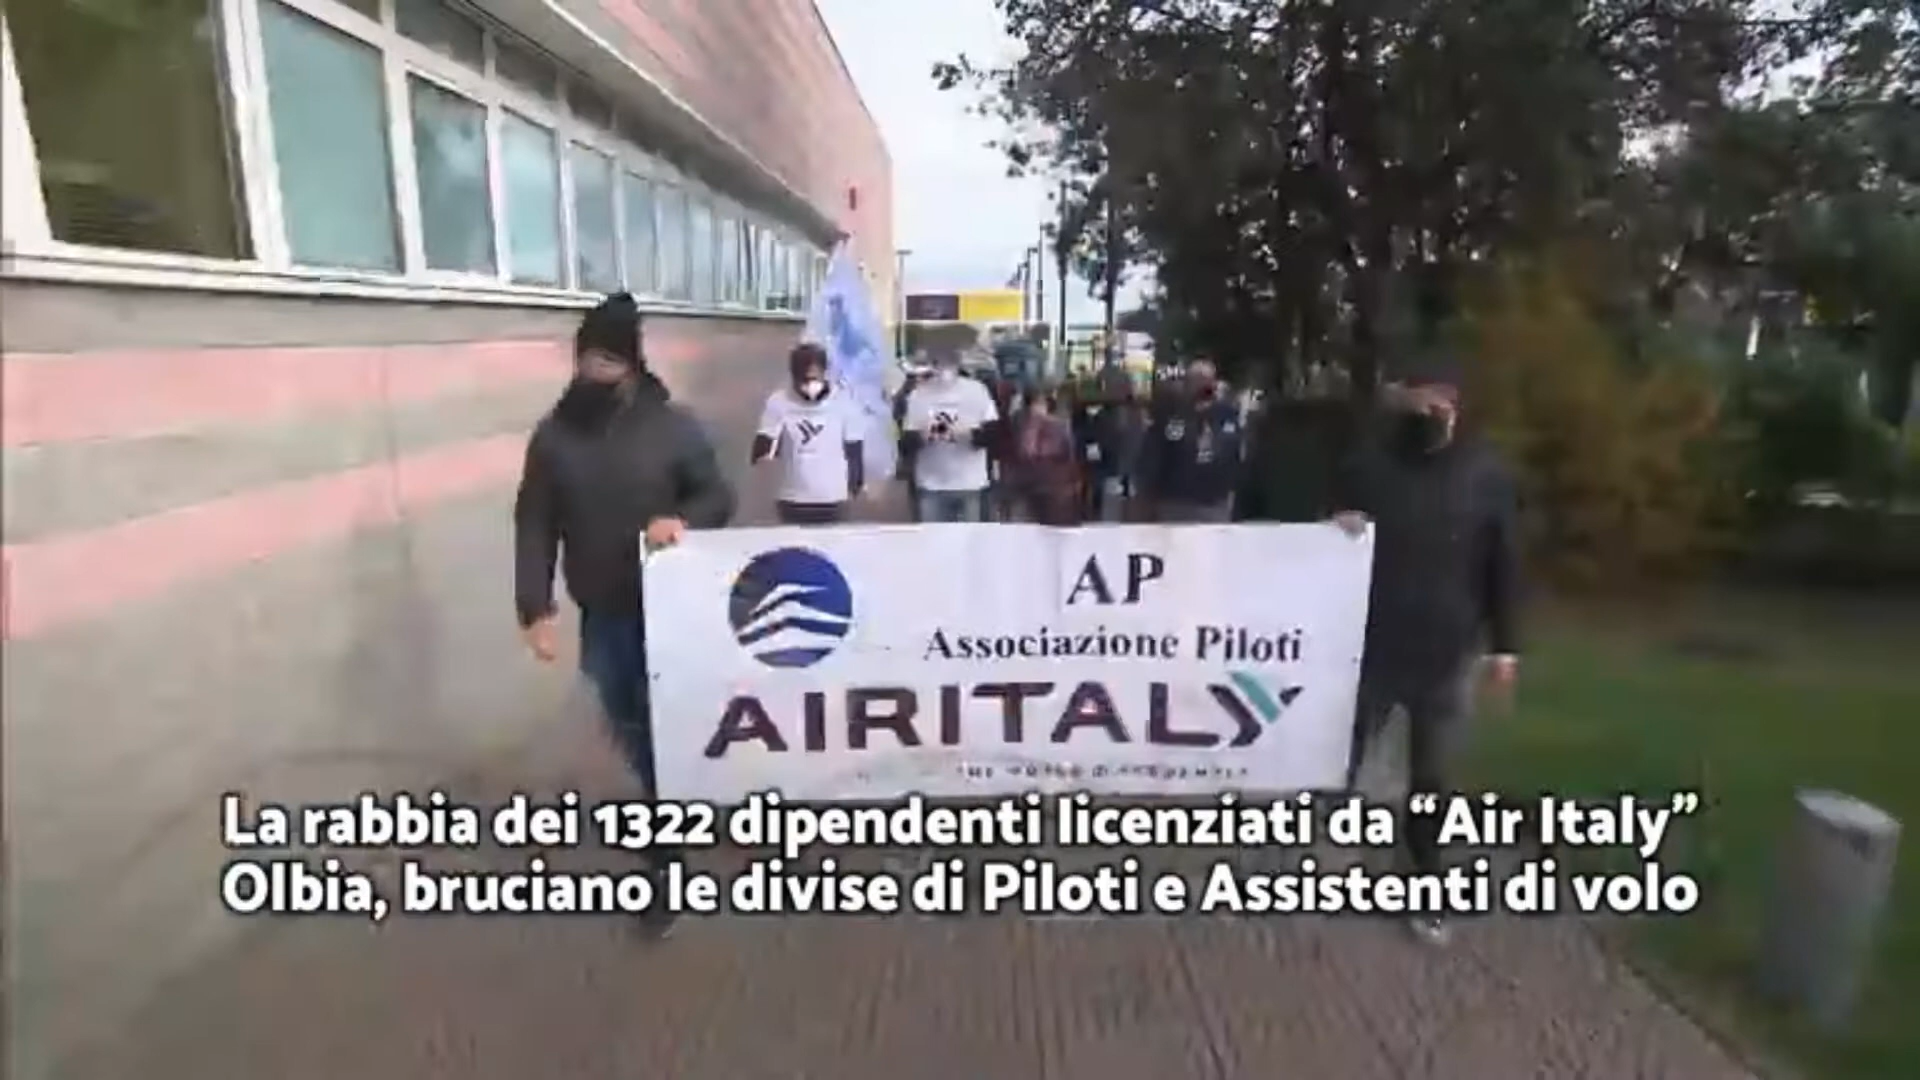 AP
Associazione Piloti
AIRITALY
La rabbia dei 1322 dipendenti licenziati da “Air Italy”
Olbia, bruciano le divise di Piloti e Assistenti di volo